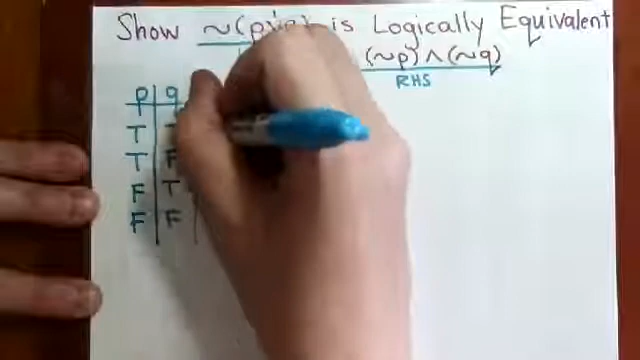 Show ~(p∨q) is Logically Equivalent
(~p) ∧ (~q)
RHS
p q
T T
T F
F T
F F